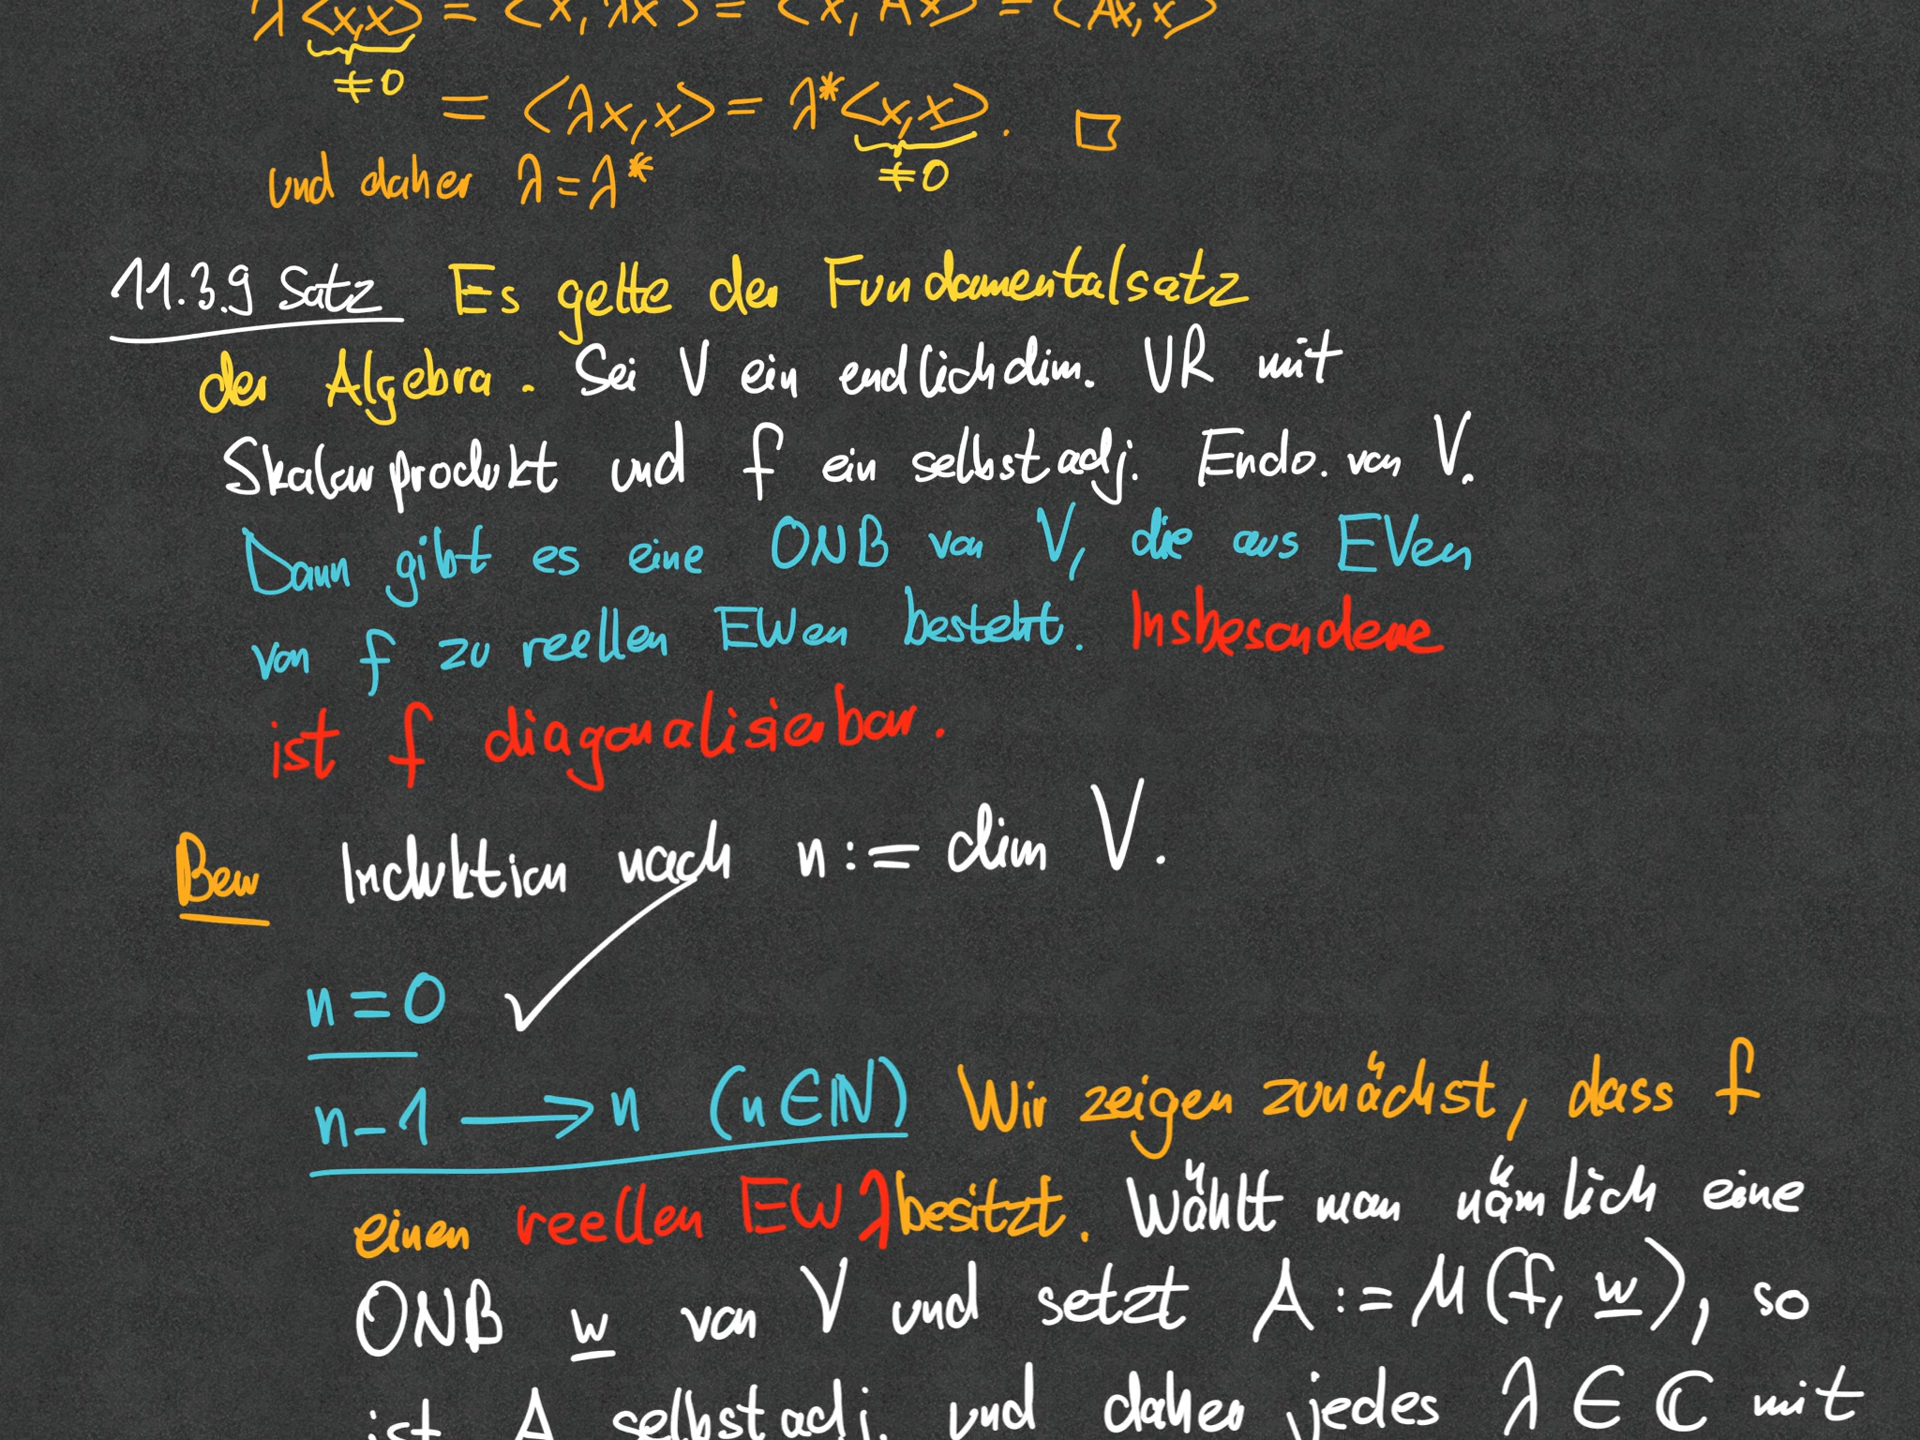 λ <x,x> = <x, λx> = <x, Ax> = <Ax, x>
≠0
= <λx, x> = λ*<x,x>. □
≠0
und daher λ=λ*
11.3.9 Satz Es gelte der Fundamentalsatz
der Algebra. Sei V ein endlichdim. VR mit
Skalarprodukt und f ein selbstadj. Endo. von V.
Dann gibt es eine ONB von V, die aus EVen
von f zu reellen EWen besteht. Insbesondere
ist f diagonalisierbar.
Bew Induktion nach n := dim V.
n=0 ✓
n-1 ⟶ n (n∈ℕ) Wir zeigen zunächst, dass f
einen reellen EW λ besitzt. Wählt man nämlich eine
ONB w von V und setzt A := M(f, w), so
ist A selbstadj. und daher jedes λ ∈ ℂ mit